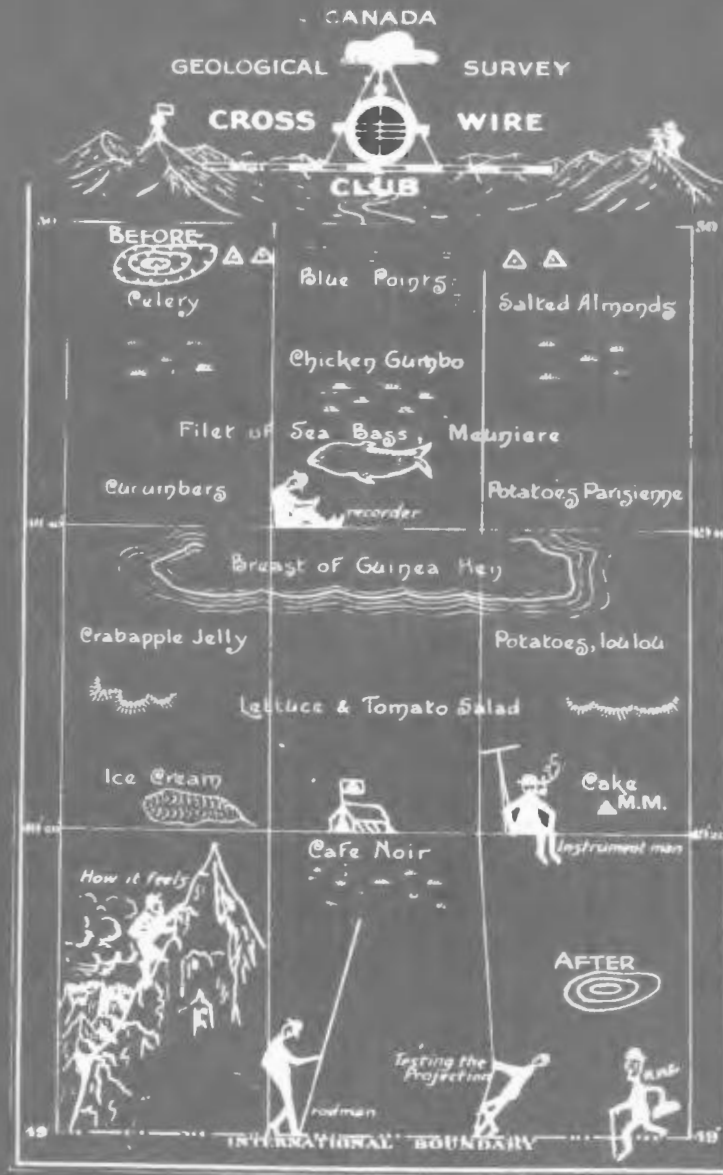 CANADA
GEOLOGICAL SURVEY
CROSS WIRE
CLUB
50
BEFORE
Blue Points
Celery
Salted Almonds
Chicken Gumbo
Filet of Sea Bass, Meuniere
Cucumbers
Potatoes Parisienne
recorder
Breast of Guinea Hen
Crabapple Jelly
Potatoes, loulou
Lettuce & Tomato Salad
Ice Cream
Cake
M.M.
Instrument man
Cafe Noir
How it feels
AFTER
Testing the
Projection
rodman
49
49°
INTERNATIONAL BOUNDARY